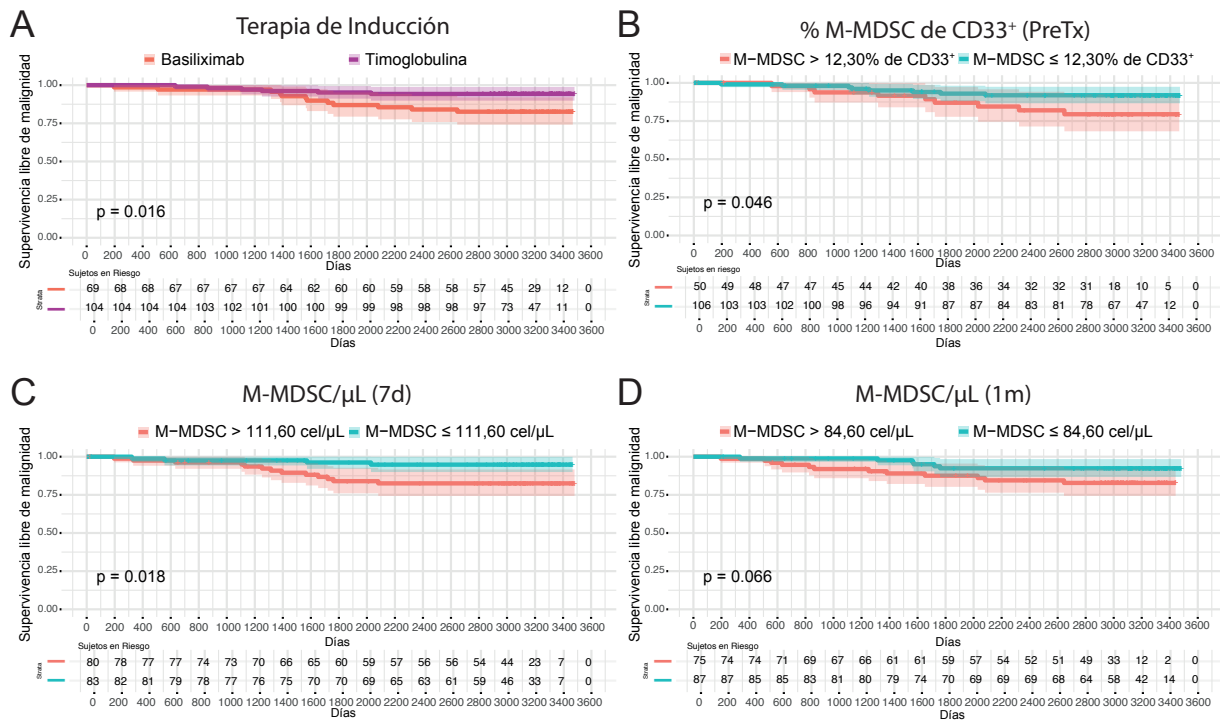 A
Terapia de Inducción
Basiliximab Timoglobulina
Supervivencia libre de malignidad
1.00
0.75
0.50
0.25
0.00
p = 0.016
0 200 400 600 800 1000 1200 1400 1600 1800 2000 2200 2400 2600 2800 3000 3200 3400 3600
Días
Sujetos en Riesgo
Strata
69 68 68 67 67 67 67 64 62 60 60 59 58 58 57 45 29 12 0
104 104 104 104 103 102 101 100 100 99 99 98 98 98 97 73 47 11 0
0 200 400 600 800 1000 1200 1400 1600 1800 2000 2200 2400 2600 2800 3000 3200 3400 3600
Días
B
% M-MDSC de CD33⁺ (PreTx)
M−MDSC > 12,30% de CD33⁺ M−MDSC ≤ 12,30% de CD33⁺
Supervivencia libre de malignidad
1.00
0.75
0.50
0.25
0.00
p = 0.046
0 200 400 600 800 1000 1200 1400 1600 1800 2000 2200 2400 2600 2800 3000 3200 3400 3600
Días
Sujetos en riesgo
Strata
50 49 48 47 47 45 44 42 40 38 36 34 32 32 31 18 10 5 0
106 103 103 102 100 98 96 94 91 87 87 84 83 81 78 67 47 12 0
0 200 400 600 800 1000 1200 1400 1600 1800 2000 2200 2400 2600 2800 3000 3200 3400 3600
Días
C
M-MDSC/µL (7d)
M−MDSC > 111,60 cel/µL M−MDSC ≤ 111,60 cel/µL
Supervivencia libre de malignidad
1.00
0.75
0.50
0.25
0.00
p = 0.018
0 200 400 600 800 1000 1200 1400 1600 1800 2000 2200 2400 2600 2800 3000 3200 3400 3600
Días
Sujetos en Riesgo
Strata
80 78 77 77 74 73 70 66 65 60 59 57 56 56 54 44 23 7 0
83 82 81 79 78 77 76 75 70 70 69 65 63 61 59 46 33 7 0
0 200 400 600 800 1000 1200 1400 1600 1800 2000 2200 2400 2600 2800 3000 3200 3400 3600
Días
D
M-MDSC/µL (1m)
M−MDSC > 84,60 cel/µL M−MDSC ≤ 84,60 cel/µL
Supervivencia libre de malignidad
1.00
0.75
0.50
0.25
0.00
p = 0.066
0 200 400 600 800 1000 1200 1400 1600 1800 2000 2200 2400 2600 2800 3000 3200 3400 3600
Días
Sujetos en Riesgo
Strata
75 74 74 71 69 67 66 61 61 59 57 54 52 51 49 33 12 2 0
87 87 85 85 83 81 80 79 74 70 69 69 69 68 64 58 42 14 0
0 200 400 600 800 1000 1200 1400 1600 1800 2000 2200 2400 2600 2800 3000 3200 3400 3600
Días